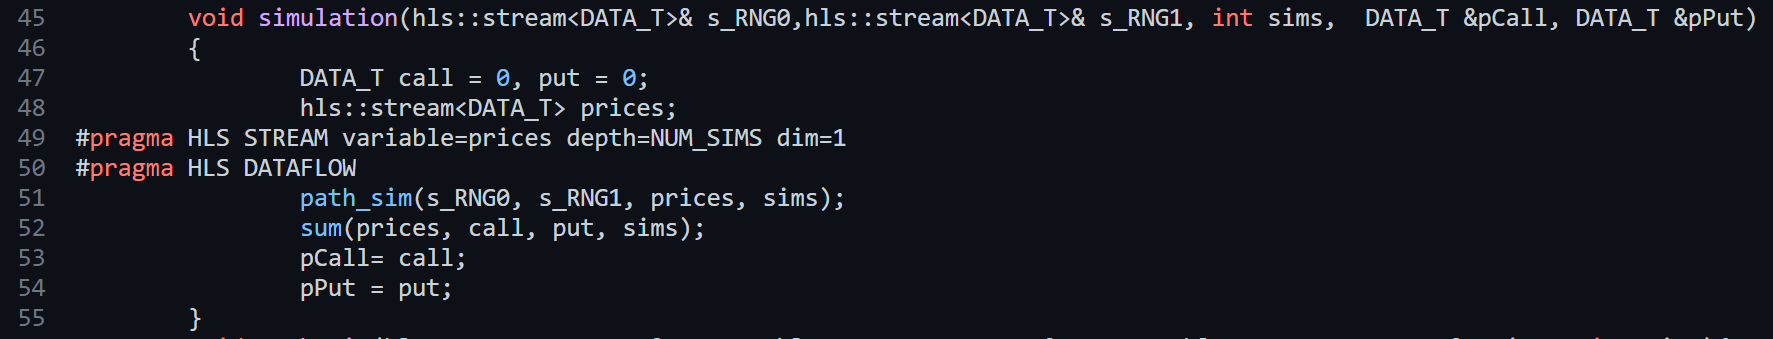 45 void simulation(hls::stream<DATA_T>& s_RNG0,hls::stream<DATA_T>& s_RNG1, int sims,  DATA_T &pCall, DATA_T &pPut)
46 {
47 DATA_T call = 0, put = 0;
48 hls::stream<DATA_T> prices;
49 #pragma HLS STREAM variable=prices depth=NUM_SIMS dim=1
50 #pragma HLS DATAFLOW
51 path_sim(s_RNG0, s_RNG1, prices, sims);
52 sum(prices, call, put, sims);
53 pCall= call;
54 pPut = put;
55 }